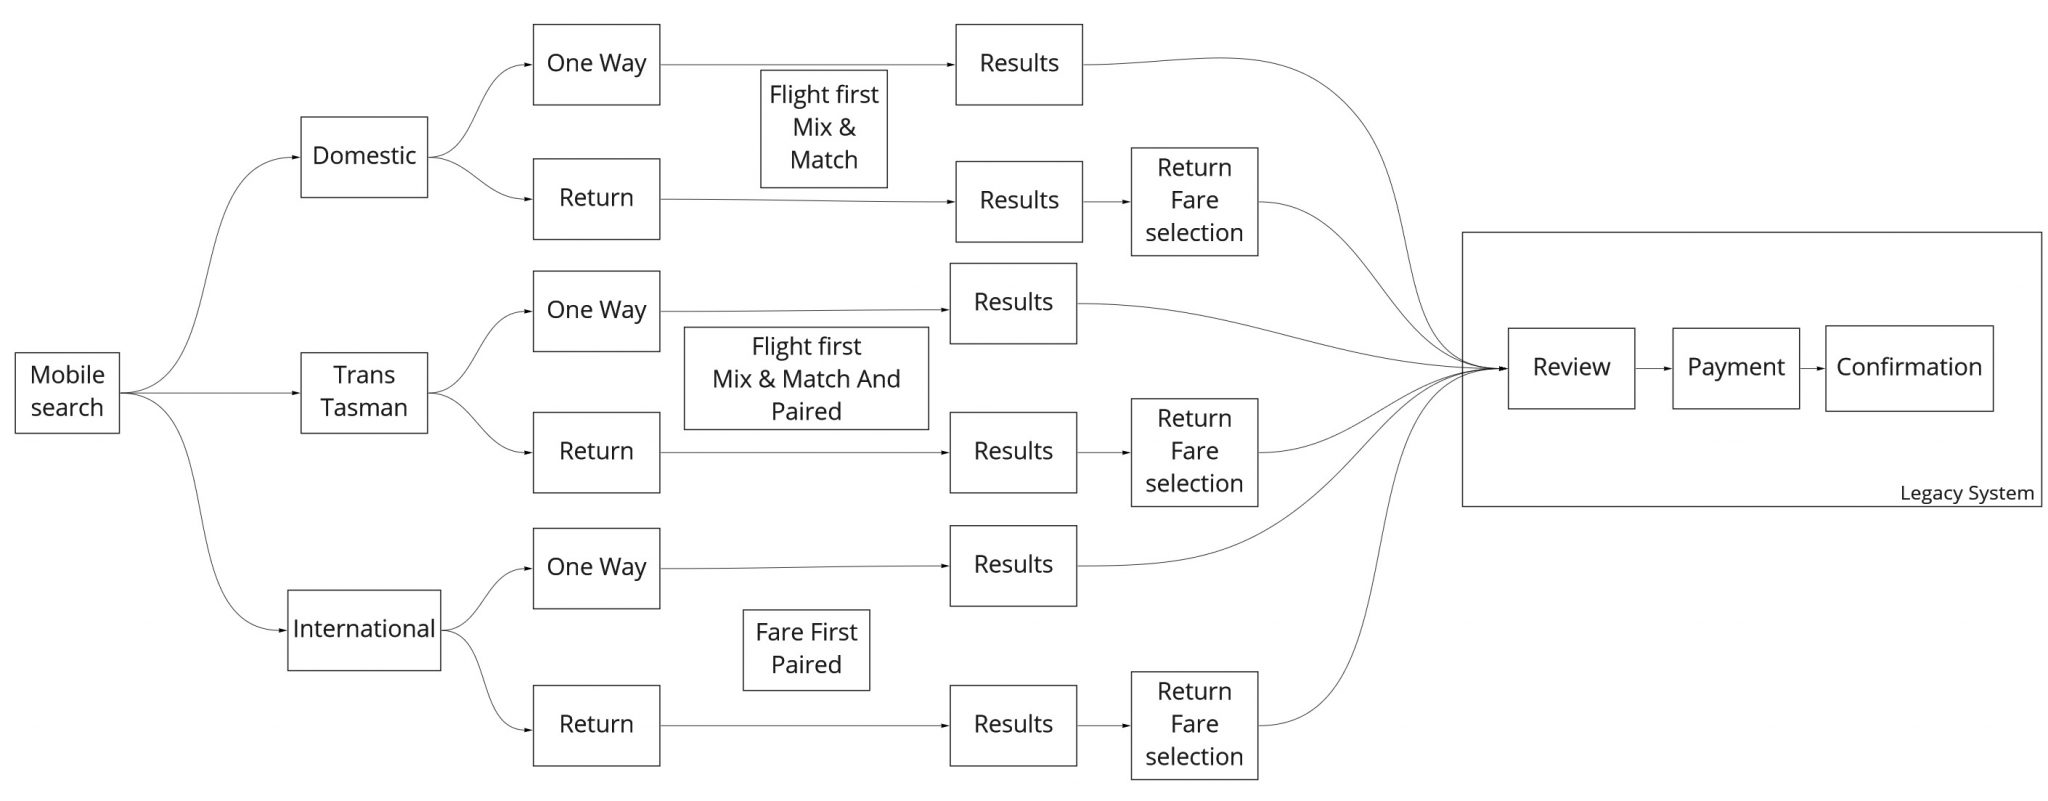 Mobile
search
Domestic
One Way
Flight first
Mix &
Match
Results
Return
Results
Return
Fare
selection
Trans
Tasman
One Way
Flight first
Mix & Match And
Paired
Results
Return
Results
Return
Fare
selection
International
One Way
Fare First
Paired
Results
Return
Results
Return
Fare
selection
Review
Payment
Confirmation
Legacy System